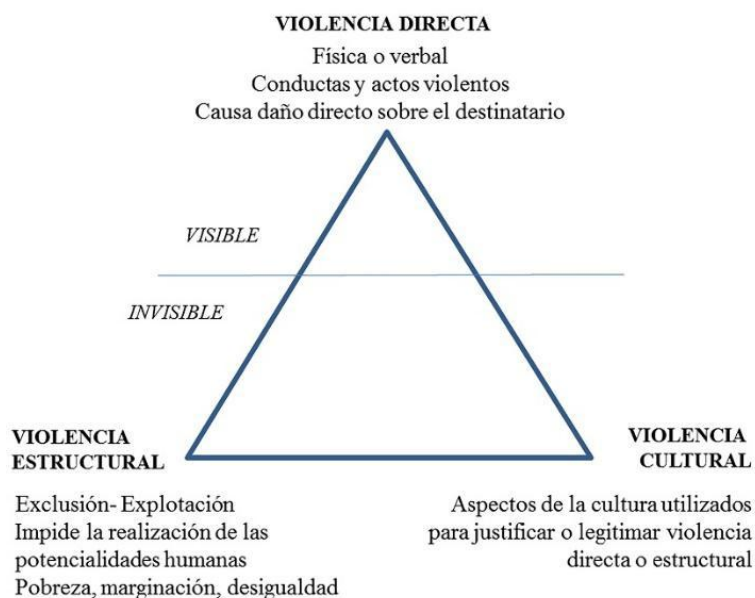 VIOLENCIA DIRECTA
Física o verbal
Conductas y actos violentos
Causa daño directo sobre el destinatario
VISIBLE
INVISIBLE
VIOLENCIA
ESTRUCTURAL
Exclusión- Explotación
Impide la realización de las
potencialidades humanas
Pobreza, marginación, desigualdad
VIOLENCIA
CULTURAL
Aspectos de la cultura utilizados
para justificar o legitimar violencia
directa o estructural